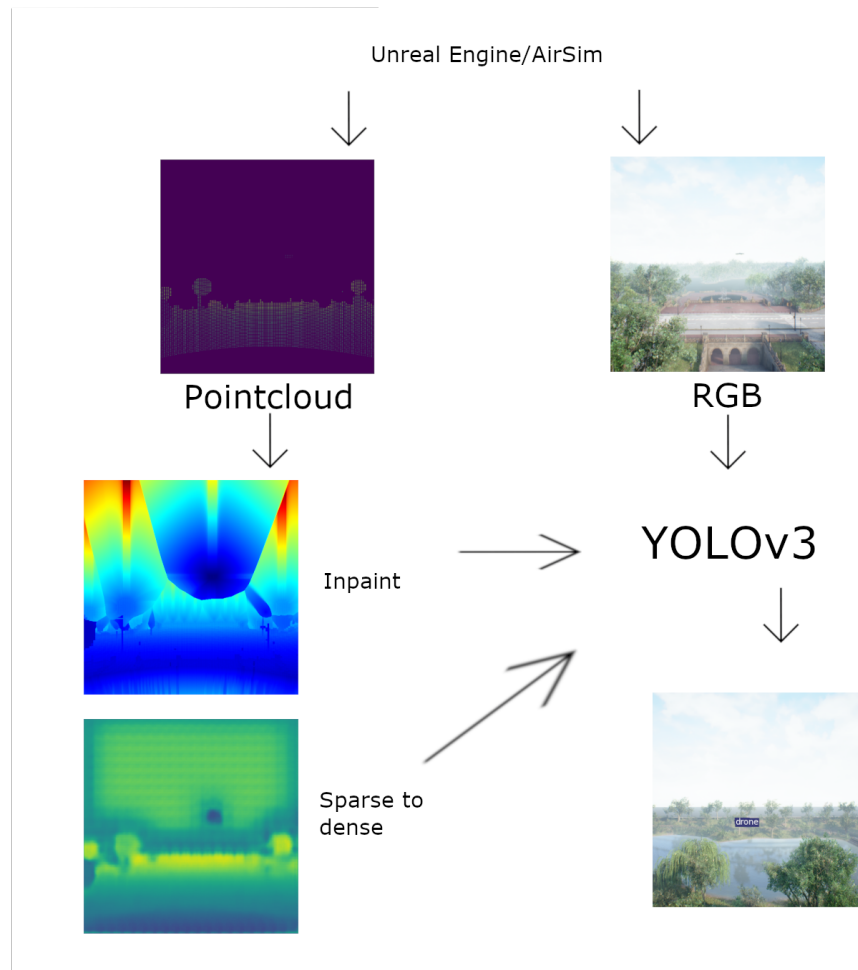 Unreal Engine/AirSim
Pointcloud
RGB
Inpaint
YOLOv3
Sparse to
dense
drone